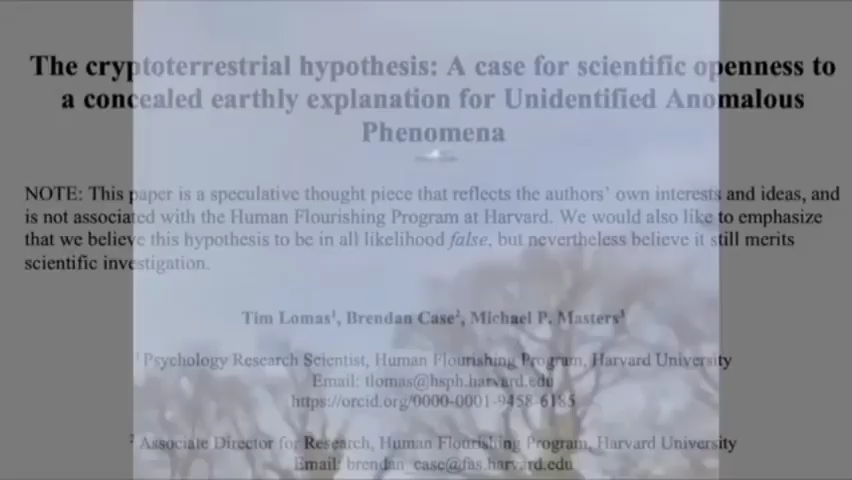 The cryptoterrestrial hypothesis: A case for scientific openness to
a concealed earthly explanation for Unidentified Anomalous
Phenomena
NOTE: This paper is a speculative thought piece that reflects the authors' own interests and ideas, and
is not associated with the Human Flourishing Program at Harvard. We would also like to emphasize
that we believe this hypothesis to be in all likelihood false, but nevertheless believe it still merits
scientific investigation.
Tim Lomas¹, Brendan Case², Michael P. Masters³
¹ Psychology Research Scientist, Human Flourishing Program, Harvard University
Email: tlomas@hsph.harvard.edu
https://orcid.org/0000-0001-9458-6185
² Associate Director for Research, Human Flourishing Program, Harvard University
Email: brendan_case@fas.harvard.edu